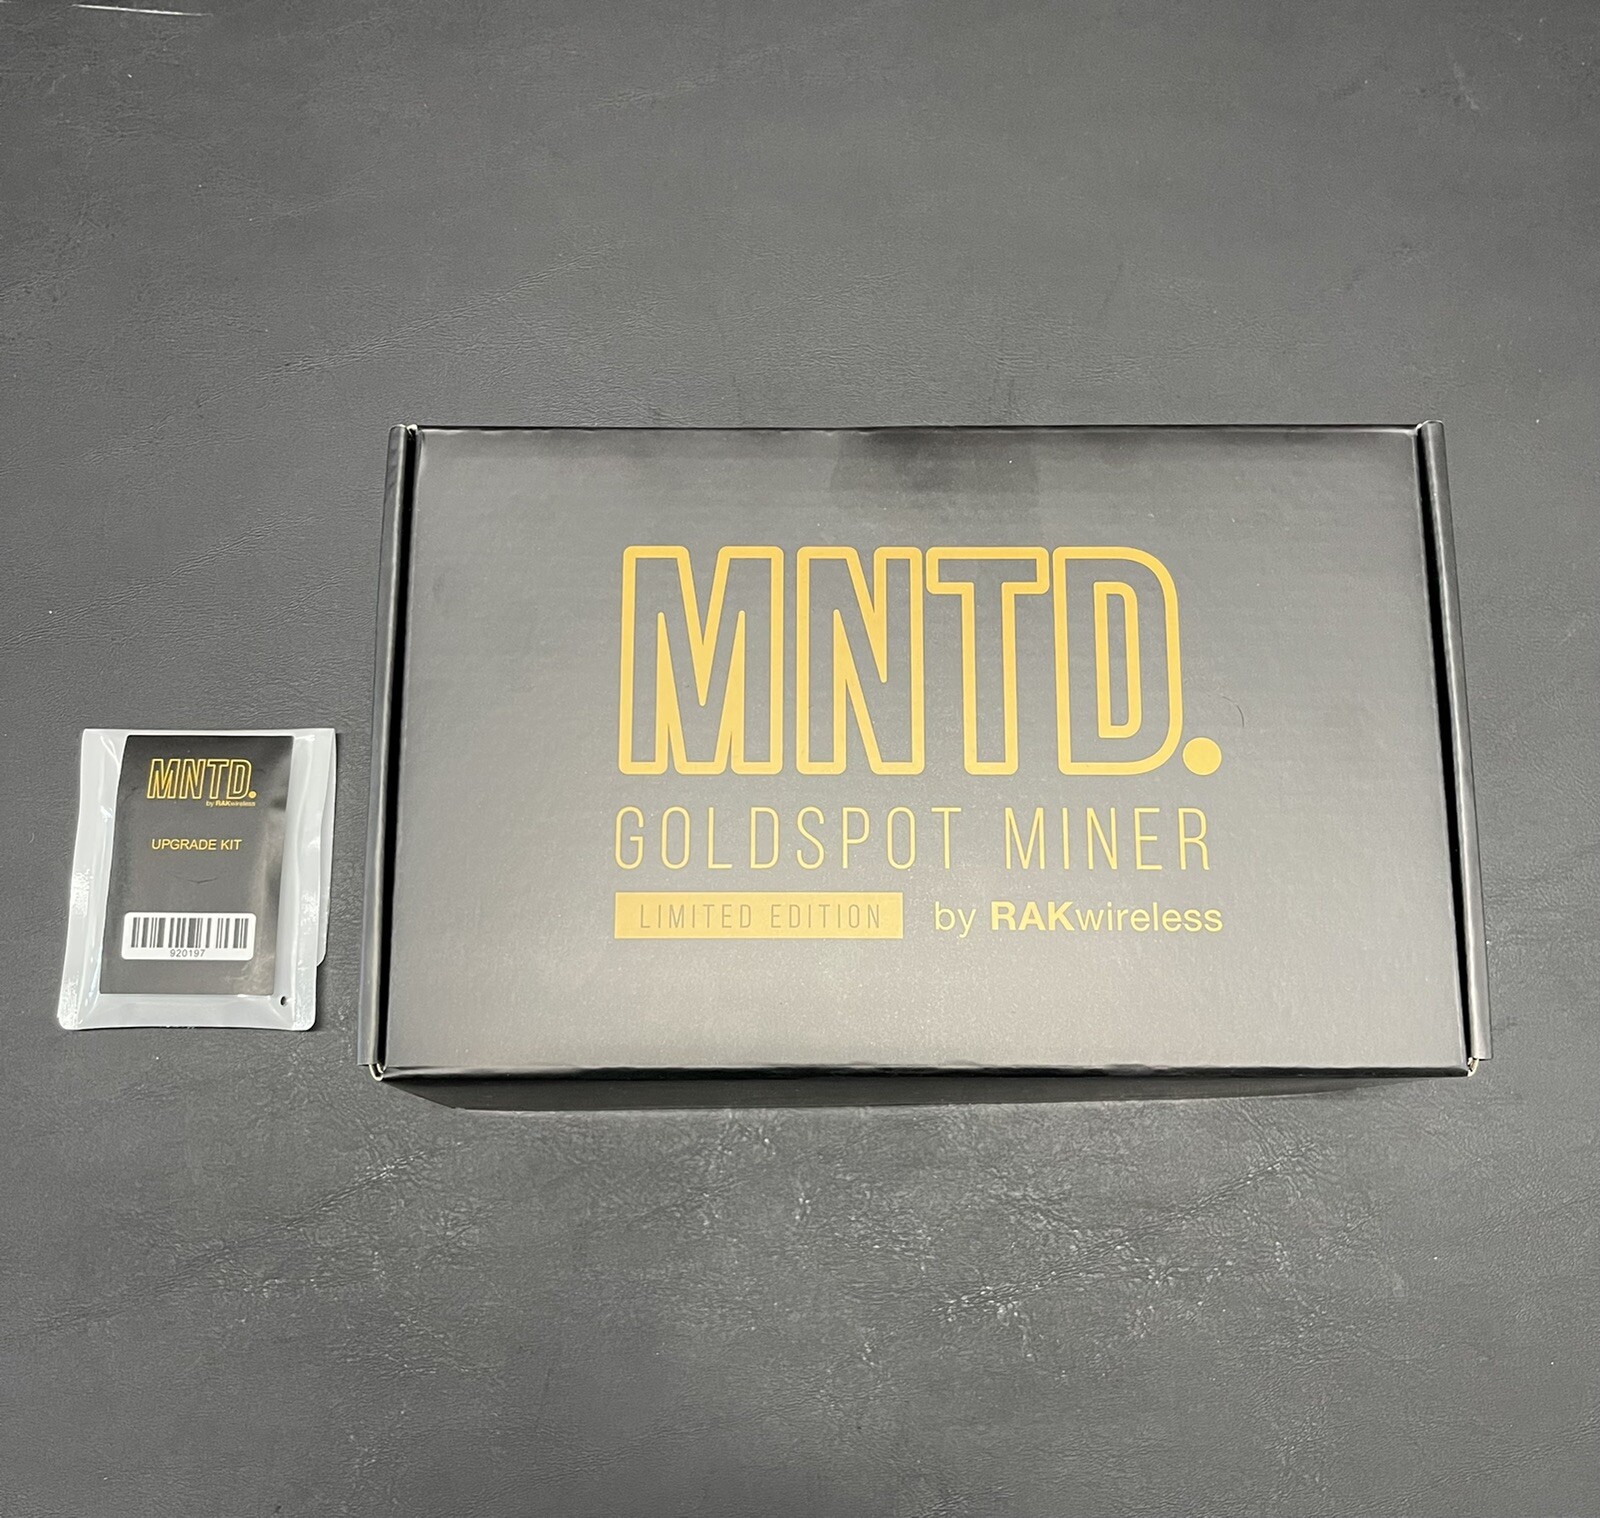 MNTD.
by RAKwireless
UPGRADE KIT
920197
MNTD.
GOLDSPOT MINER
LIMITED EDITION by RAKwireless